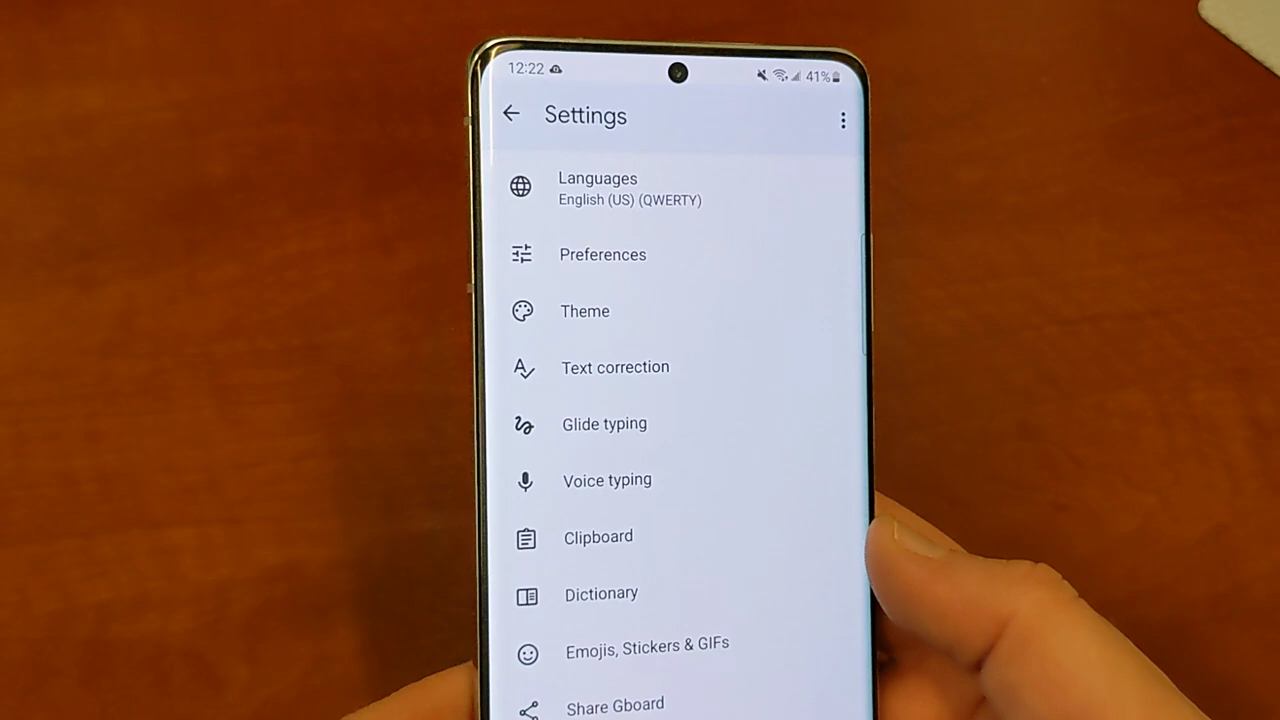 12:22 41%
Settings
Languages
English (US) (QWERTY)
Preferences
Theme
Text correction
Glide typing
Voice typing
Clipboard
Dictionary
Emojis, Stickers & GIFs
Share Gboard